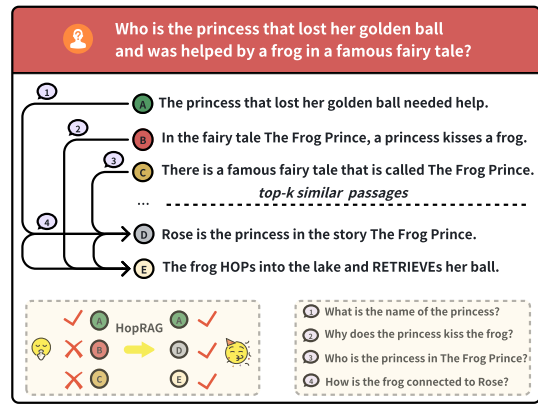 Who is the princess that lost her golden ball
and was helped by a frog in a famous fairy tale?
1
A The princess that lost her golden ball needed help.
2
B In the fairy tale The Frog Prince, a princess kisses a frog.
3
C There is a famous fairy tale that is called The Frog Prince.
... top-k similar passages
4
D Rose is the princess in the story The Frog Prince.
E The frog HOPs into the lake and RETRIEVEs her ball.
A HopRAG A
B D
C E
1 What is the name of the princess?
2 Why does the princess kiss the frog?
3 Who is the princess in The Frog Prince?
4 How is the frog connected to Rose?